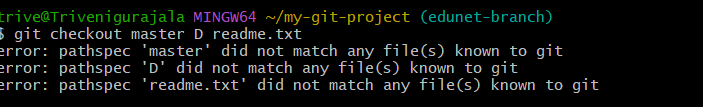 trive@Trivenigurajala MINGW64 ~/my-git-project (edunet-branch)
$ git checkout master D readme.txt
error: pathspec 'master' did not match any file(s) known to git
error: pathspec 'D' did not match any file(s) known to git
error: pathspec 'readme.txt' did not match any file(s) known to git